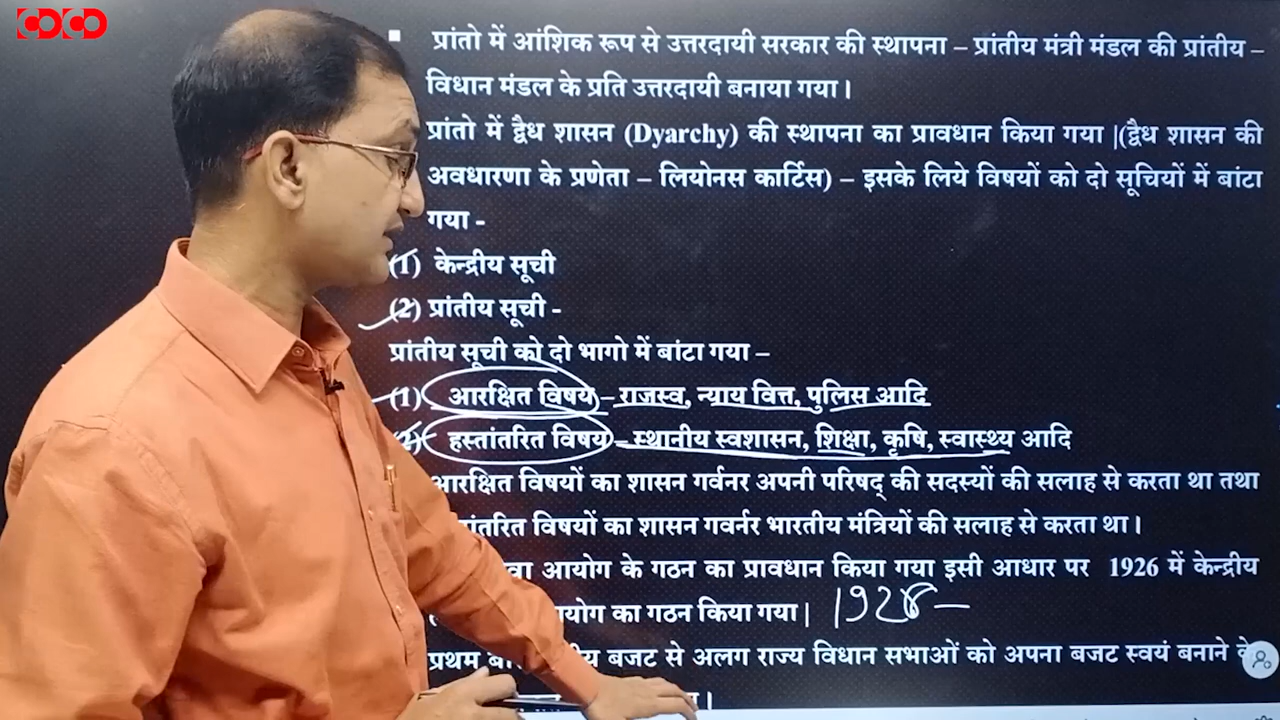 प्रांतो में आंशिक रूप से उत्तरदायी सरकार की स्थापना – प्रांतीय मंत्री मंडल की प्रांतीय –
विधान मंडल के प्रति उत्तरदायी बनाया गया।
प्रांतो में द्वैध शासन (Dyarchy) की स्थापना का प्रावधान किया गया |(द्वैध शासन की
अवधारणा के प्रणेता – लियोनस कार्टिस) – इसके लिये विषयों को दो सूचियों में बांटा
गया -
(1) केन्द्रीय सूची
(2) प्रांतीय सूची -
प्रांतीय सूची को दो भागो में बांटा गया –
(1) आरक्षित विषय – राजस्व, न्याय वित्त, पुलिस आदि
(2) हस्तांतरित विषय – स्थानीय स्वशासन, शिक्षा, कृषि, स्वास्थ्य आदि
आरक्षित विषयों का शासन गर्वनर अपनी परिषद् की सदस्यों की सलाह से करता था तथा
विषयों का शासन गवर्नर भारतीय मंत्रियों की सलाह से करता था।
आयोग के गठन का प्रावधान किया गया इसी आधार पर 1926 में केन्द्रीय
का गठन किया गया|
प्रथम बजट से अलग राज्य विधान सभाओं को अपना बजट स्वयं बनाने